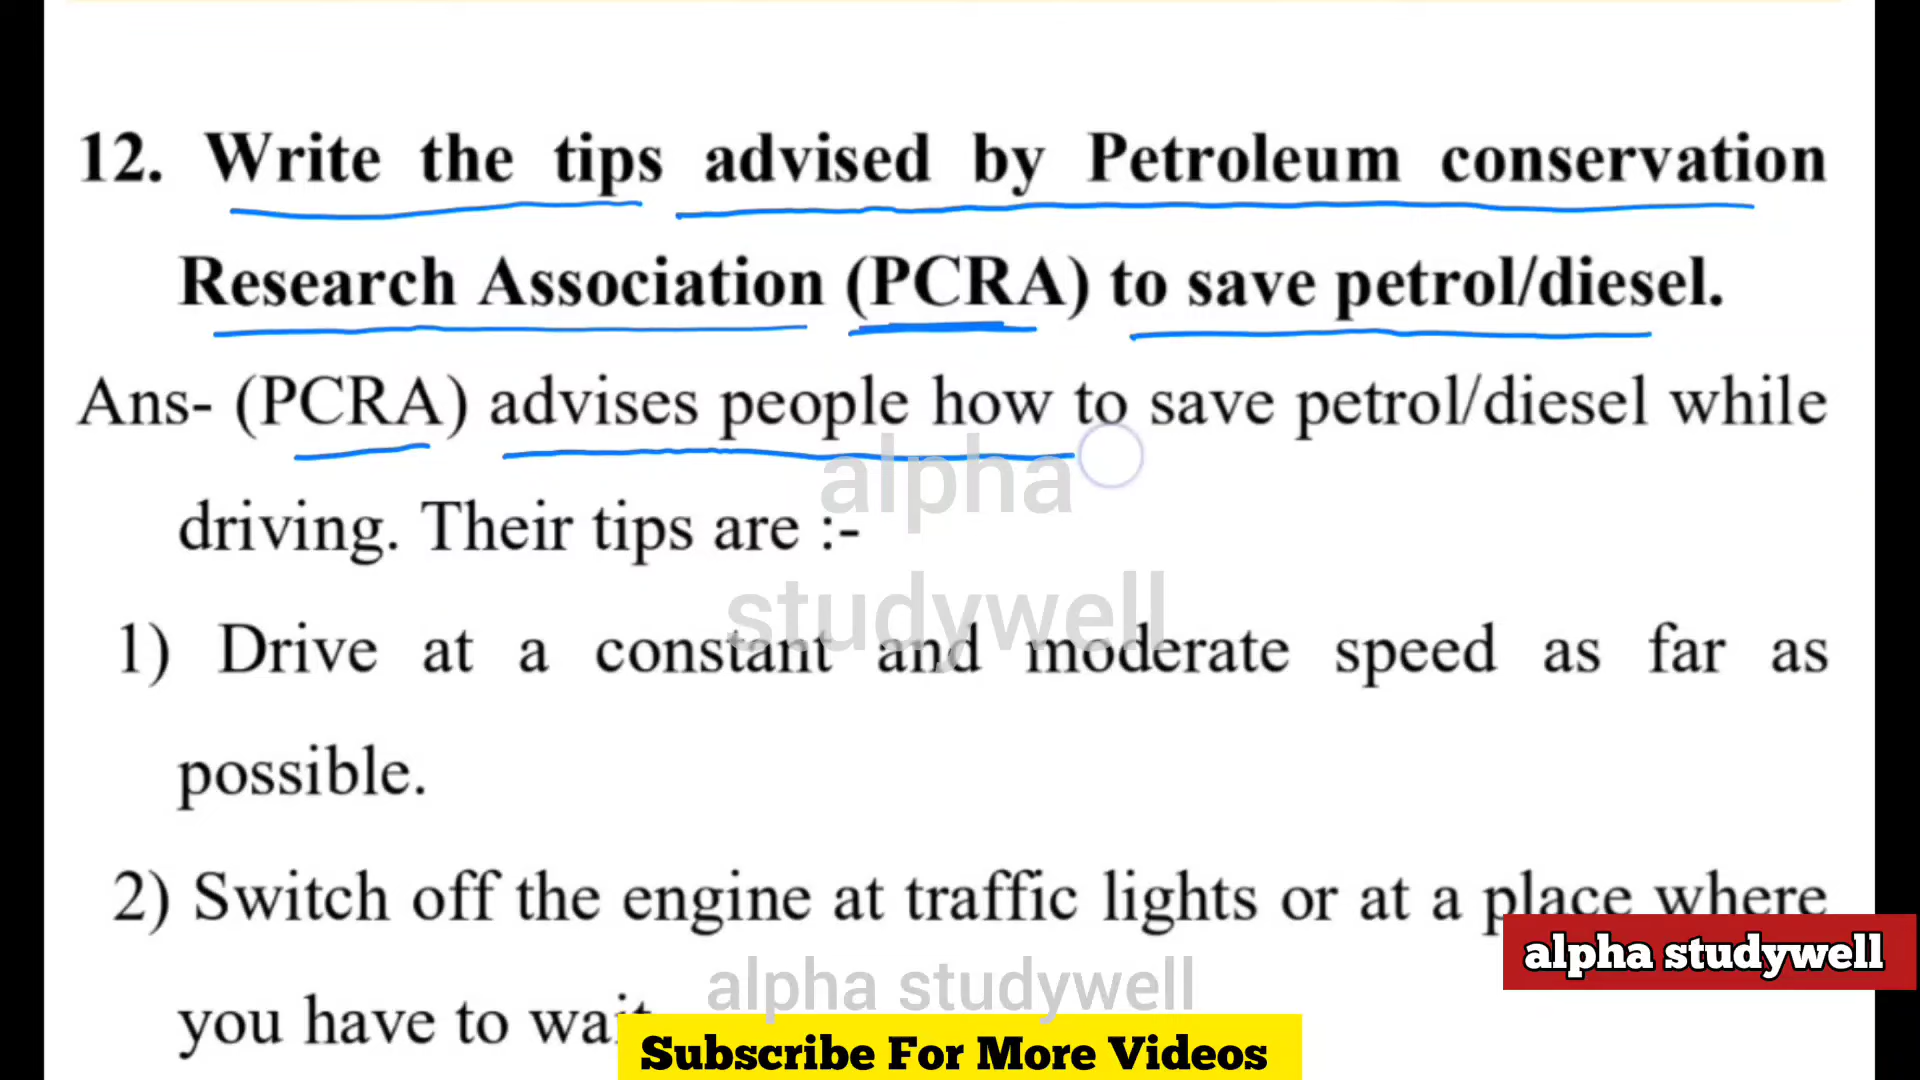 12. Write the tips advised by Petroleum conservation
Research Association (PCRA) to save petrol/diesel.
Ans- (PCRA) advises people how to save petrol/diesel while
driving. Their tips are :-
alpha
studywell
1) Drive at a constant and moderate speed as far as
possible.
2) Switch off the engine at traffic lights or at a place where
alpha studywell
alpha studywell
you have to wait
Subscribe For More Videos